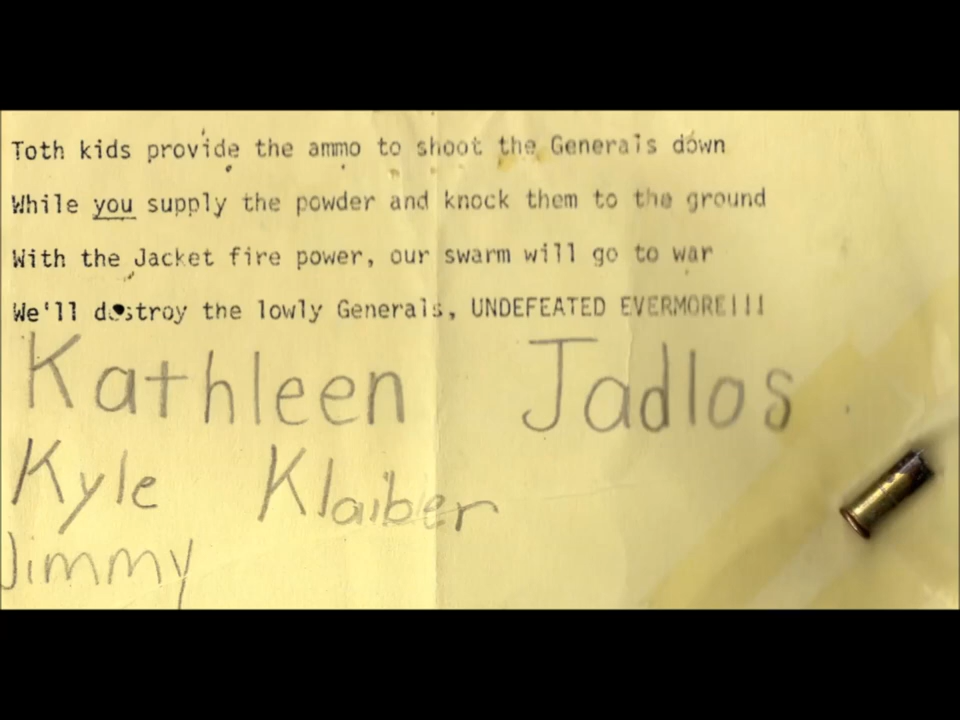 Toth kids provide the ammo to shoot the Generals down
While you supply the powder and knock them to the ground
With the Jacket fire power, our swarm will go to war
We'll destroy the lowly Generals, UNDEFEATED EVERMORE!!!
Kathleen Jadlos
Kyle Klaiber
Jimmy